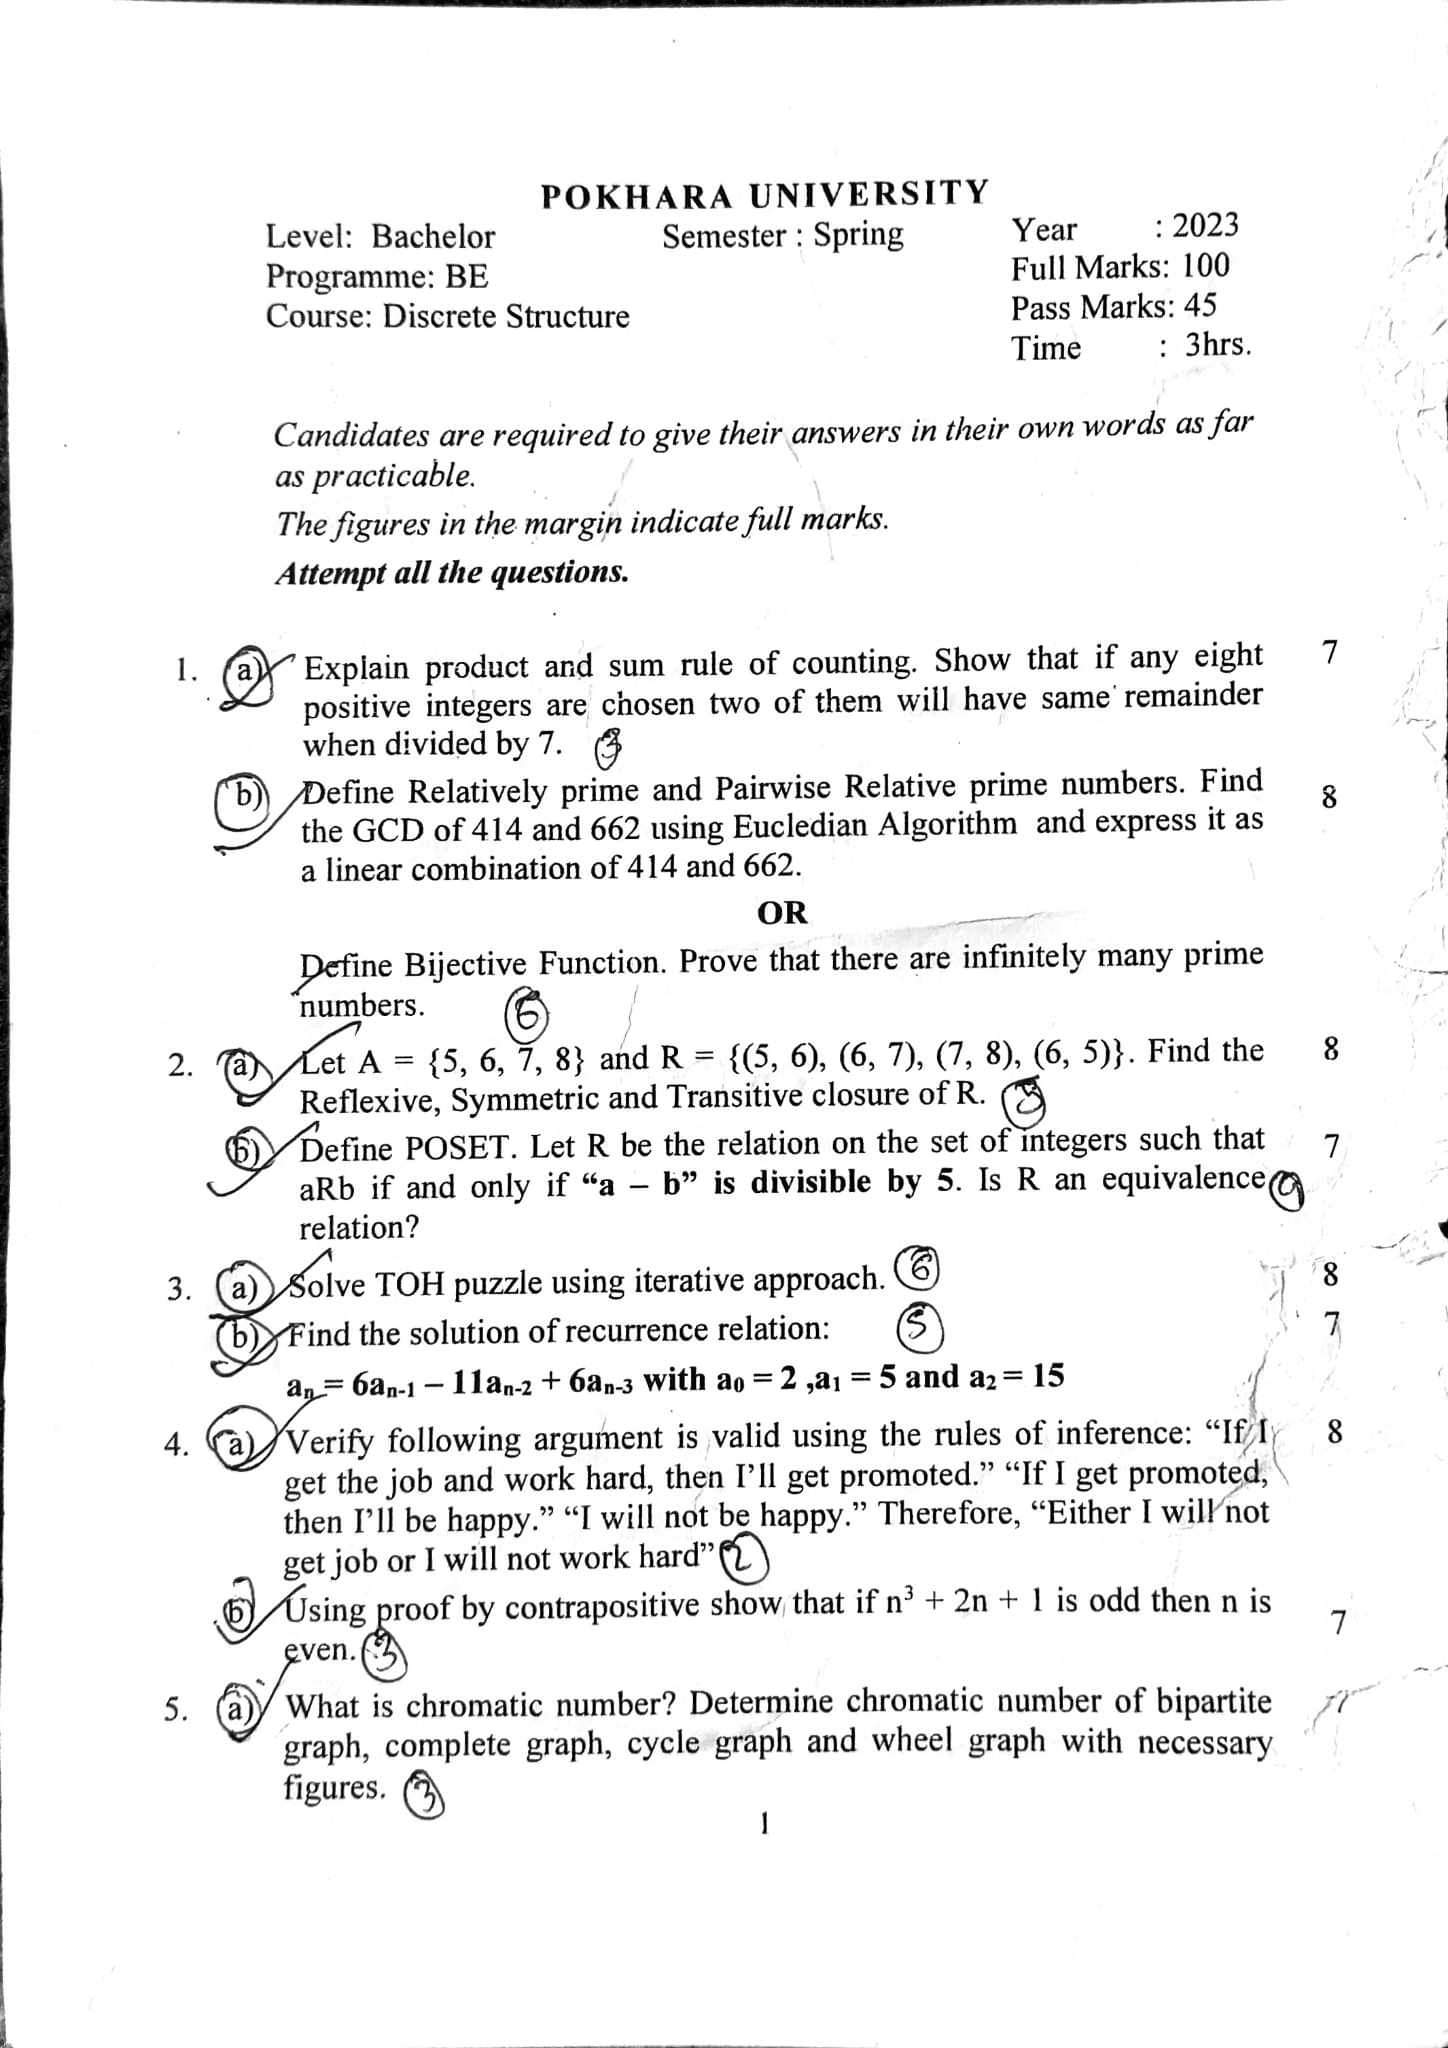 POKHARA UNIVERSITY
Level: Bachelor Semester : Spring Year : 2023
Programme: BE Full Marks: 100
Course: Discrete Structure Pass Marks: 45
Time : 3hrs.
Candidates are required to give their answers in their own words as far
as practicable.
The figures in the margin indicate full marks.
Attempt all the questions.
1. a) Explain product and sum rule of counting. Show that if any eight 7
positive integers are chosen two of them will have same remainder
when divided by 7. 3
b) Define Relatively prime and Pairwise Relative prime numbers. Find 8
the GCD of 414 and 662 using Eucledian Algorithm and express it as
a linear combination of 414 and 662.
OR
Define Bijective Function. Prove that there are infinitely many prime
numbers. 6
2. a) Let A = {5, 6, 7, 8} and R = {(5, 6), (6, 7), (7, 8), (6, 5)}. Find the 8
Reflexive, Symmetric and Transitive closure of R.
b) Define POSET. Let R be the relation on the set of integers such that 7
aRb if and only if “a – b” is divisible by 5. Is R an equivalence
relation?
3. a) Solve TOH puzzle using iterative approach. 6 8
b) Find the solution of recurrence relation: 5 7
aₙ = 6aₙ₋₁ – 11aₙ₋₂ + 6aₙ₋₃ with a₀ = 2 ,a₁ = 5 and a₂ = 15
4. a) Verify following argument is valid using the rules of inference: “If I 8
get the job and work hard, then I’ll get promoted.” “If I get promoted,
then I’ll be happy.” “I will not be happy.” Therefore, “Either I will not
get job or I will not work hard” 2
b) Using proof by contrapositive show that if n³ + 2n + 1 is odd then n is 7
even. 3
5. a) What is chromatic number? Determine chromatic number of bipartite
graph, complete graph, cycle graph and wheel graph with necessary
figures. 3
1